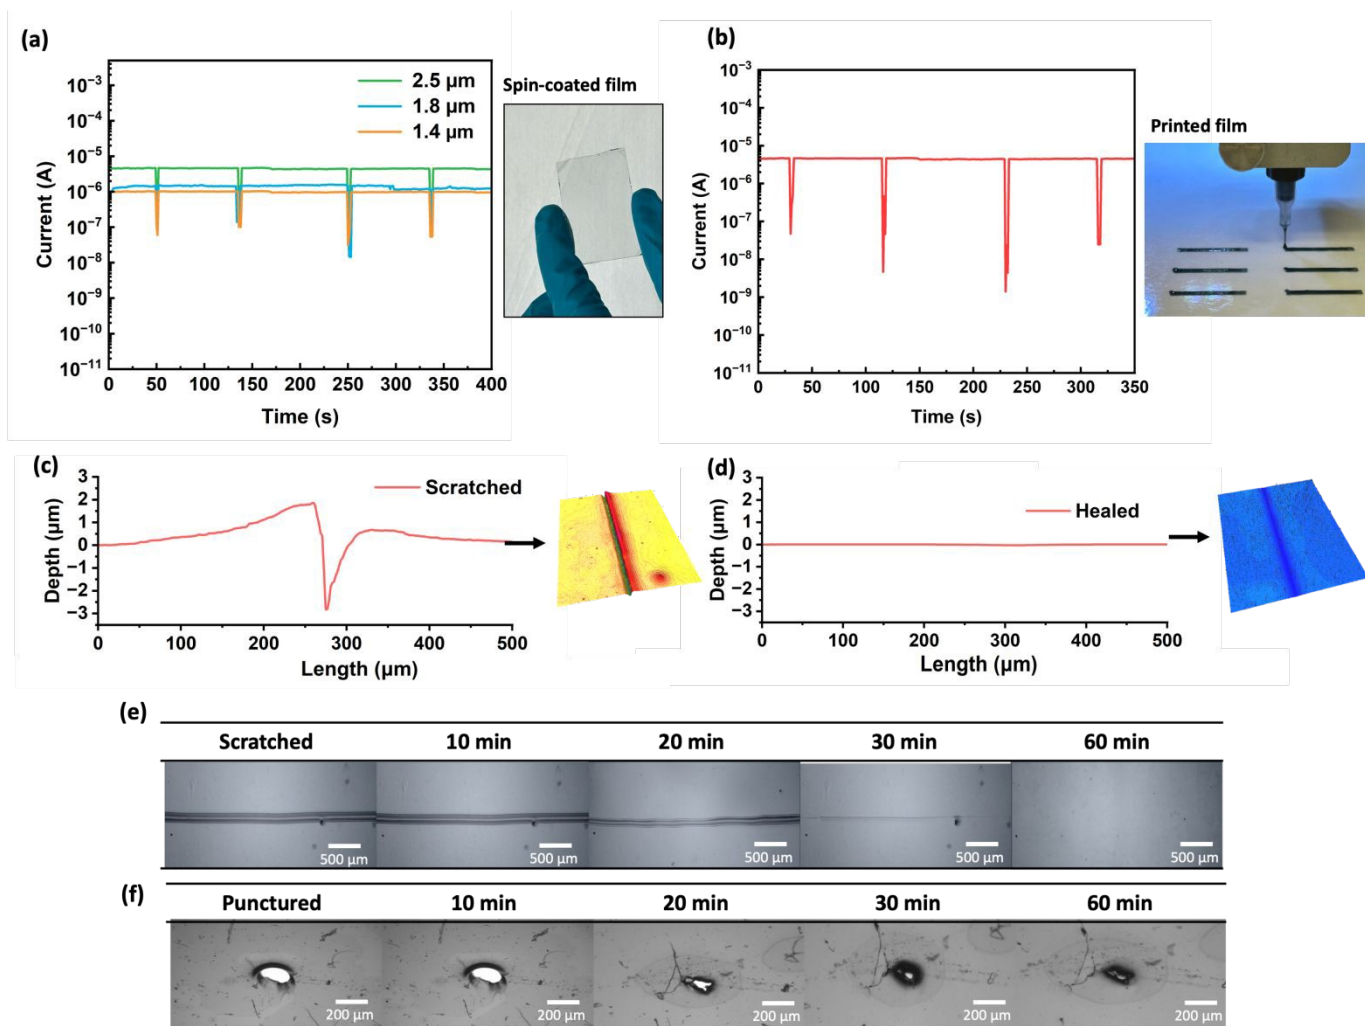 (a)
10⁻³
10⁻⁴
10⁻⁵
10⁻⁶
10⁻⁷
10⁻⁸
10⁻⁹
10⁻¹⁰
10⁻¹¹
Current (A)
2.5 µm
1.8 µm
1.4 µm
0 50 100 150 200 250 300 350 400
Time (s)
Spin-coated film
(b)
10⁻³
10⁻⁴
10⁻⁵
10⁻⁶
10⁻⁷
10⁻⁸
10⁻⁹
10⁻¹⁰
10⁻¹¹
Current (A)
0 50 100 150 200 250 300 350
Time (s)
Printed film
(c)
3
2
1
0
−1
−2
−3
Depth (µm)
Scratched
0 100 200 300 400 500
Length (µm)
(d)
3
2
1
0
−1
−2
−3
Depth (µm)
Healed
0 100 200 300 400 500
Length (µm)
(e)
Scratched 10 min 20 min 30 min 60 min
500 µm 500 µm 500 µm 500 µm 500 µm
(f)
Punctured 10 min 20 min 30 min 60 min
200 µm 200 µm 200 µm 200 µm 200 µm